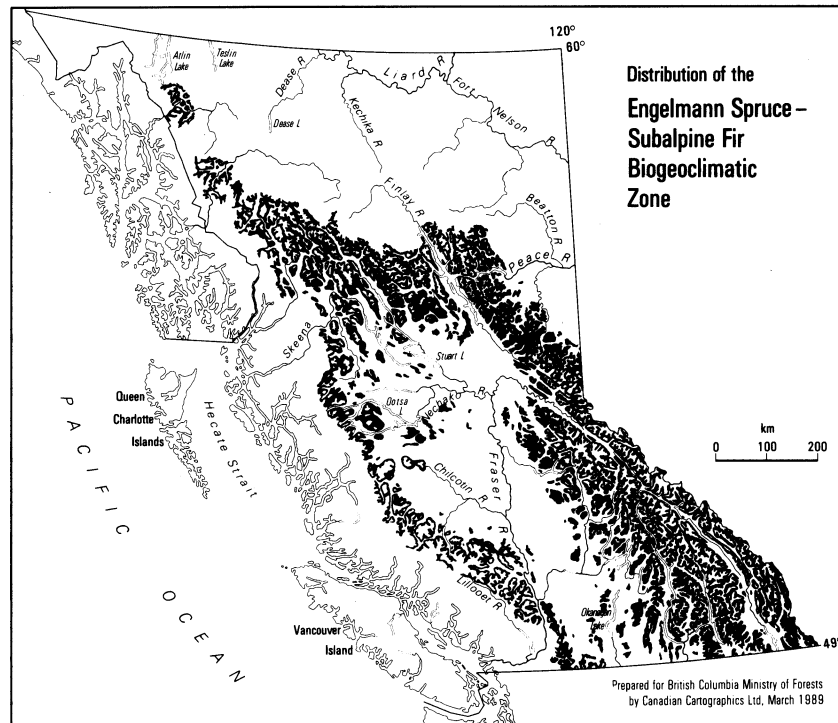 120°
60°
Atlin
Lake
Teslin
Lake
Dease R
Liard R
Fort
Nelson R
Dease L
Kechika R
Distribution of the
Engelmann Spruce –
Subalpine Fir
Biogeoclimatic
Zone
Finlay R
Beatton R
Peace R
Skeena
Stuart L
Queen
Charlotte
Islands
Hecate Strait
Ootsa
L
Nechako R
km
0 100 200
Fraser R
Chilcotin R
PACIFIC OCEAN
Lillooet R
Okanagan
Lake
Vancouver
Island
49°
Prepared for British Columbia Ministry of Forests
by Canadian Cartographics Ltd, March 1989